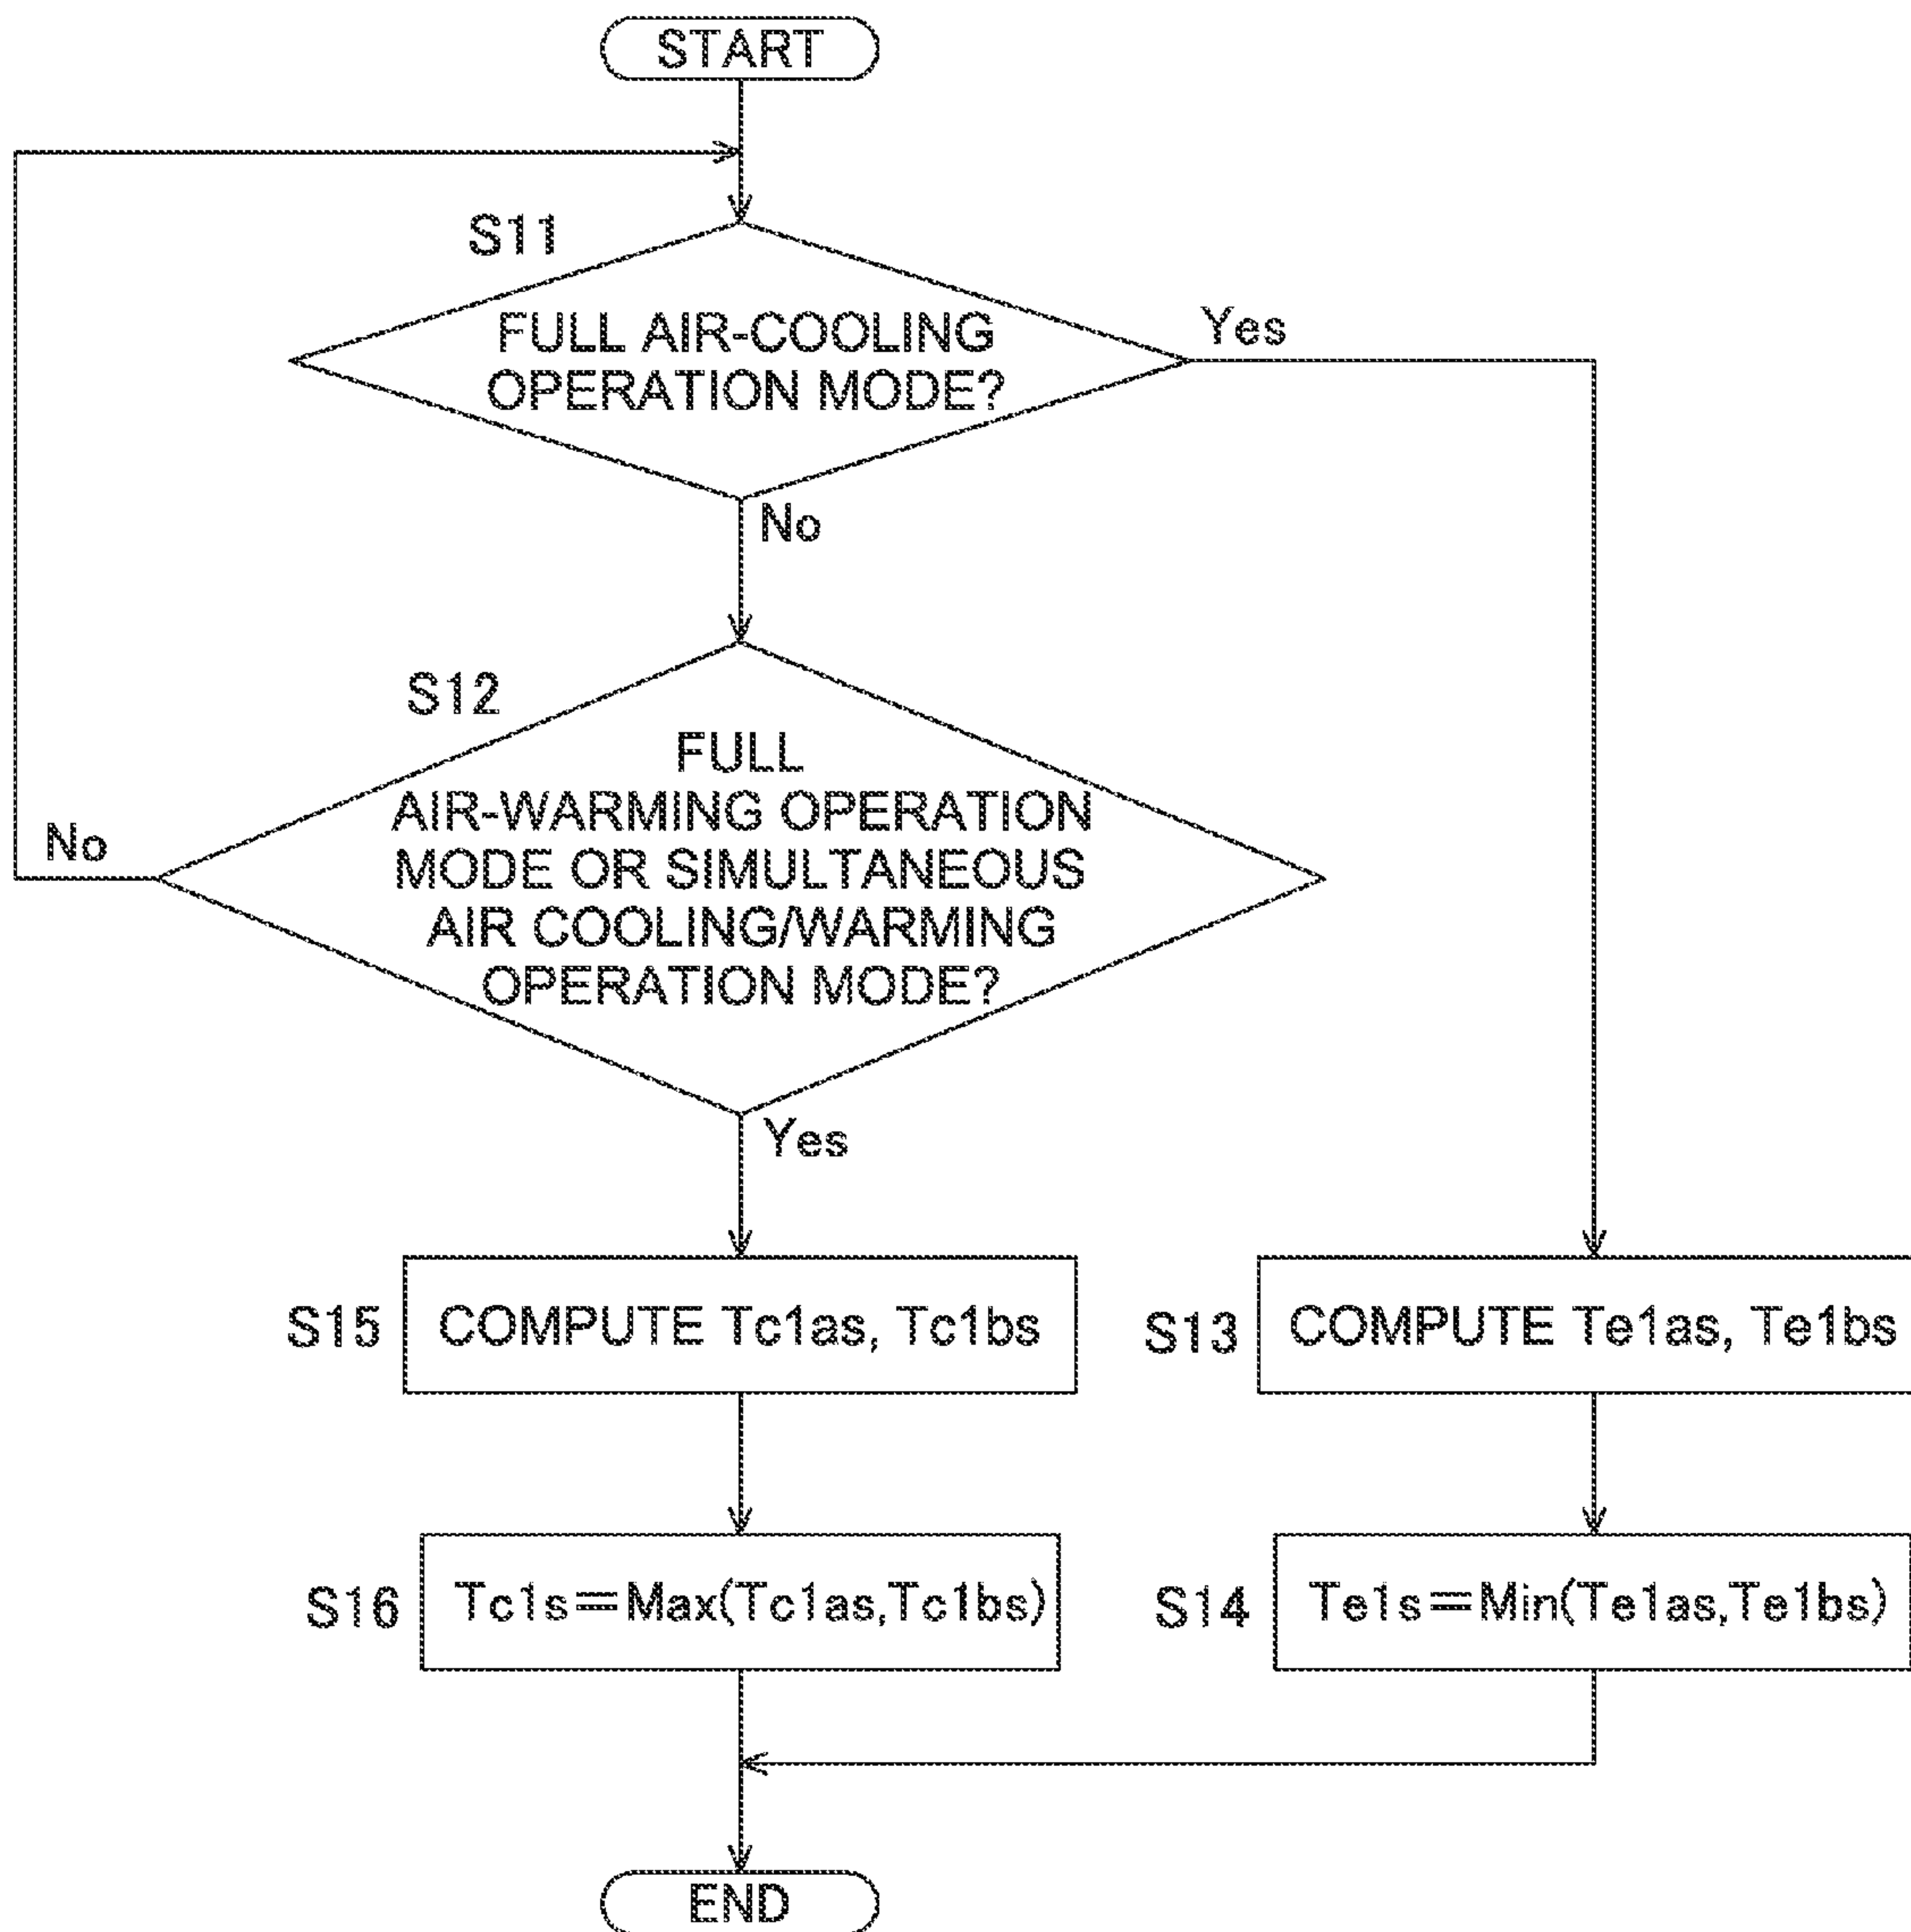 START
S11
FULL AIR-COOLING
OPERATION MODE?
Yes
No
S12
FULL
AIR-WARMING OPERATION
MODE OR SIMULTANEOUS
AIR COOLING/WARMING
OPERATION MODE?
No
Yes
S15
COMPUTE Tc1as, Tc1bs
S13
COMPUTE Te1as, Te1bs
S16
Tc1s=Max(Tc1as,Tc1bs)
S14
Te1s=Min(Te1as,Te1bs)
END